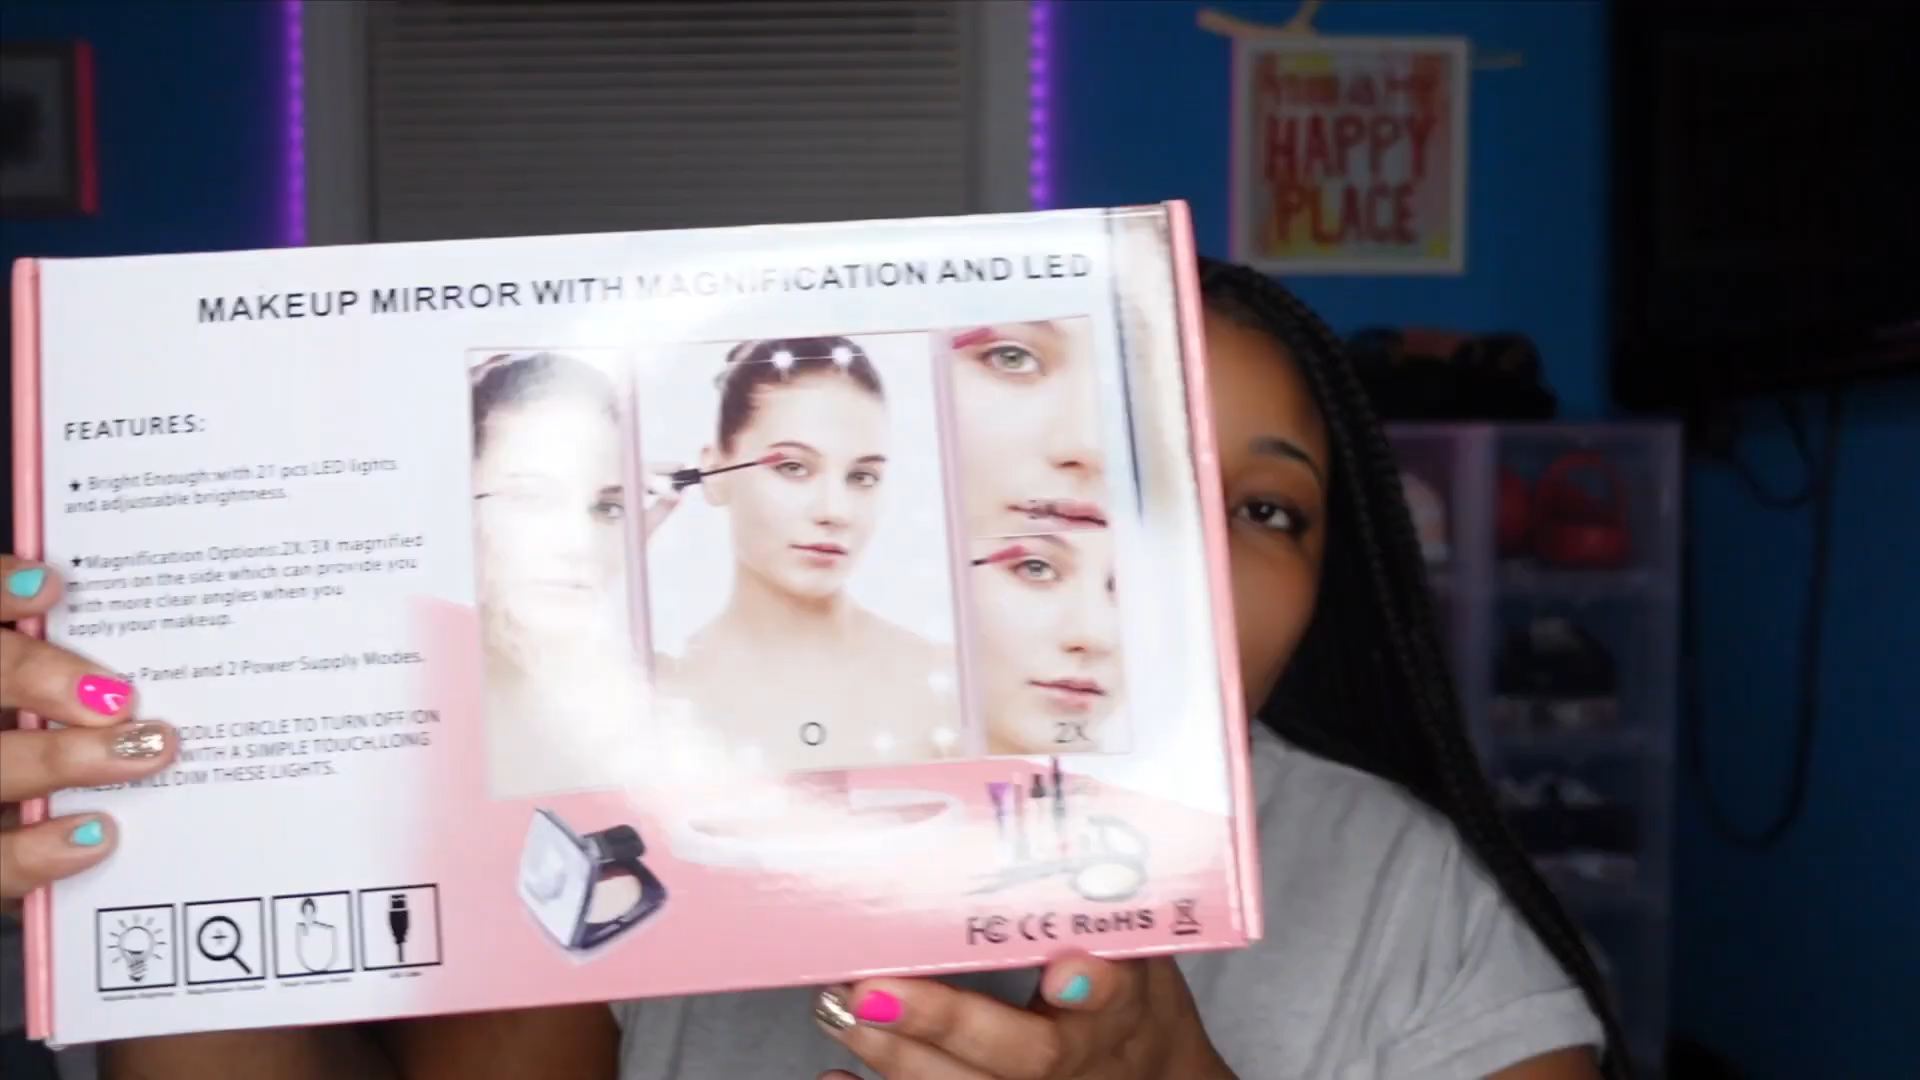 HAPPY
PLACE
MAKEUP MIRROR WITH MAGNIFICATION AND LED
FEATURES:
★ Bright Enough:with 21 pcs LED lights
and adjustable brightness.
★Magnification Options:2X/3X magnified
mirrors on the side which can provide you
with more clear angles when you
apply your makeup.
Panel and 2 Power Supply Modes.
CIRCLE TO TURN OFF/ON
WITH A SIMPLE TOUCH,LONG
WILL DIM THESE LIGHTS.
3X
2X
FC CE RoHS